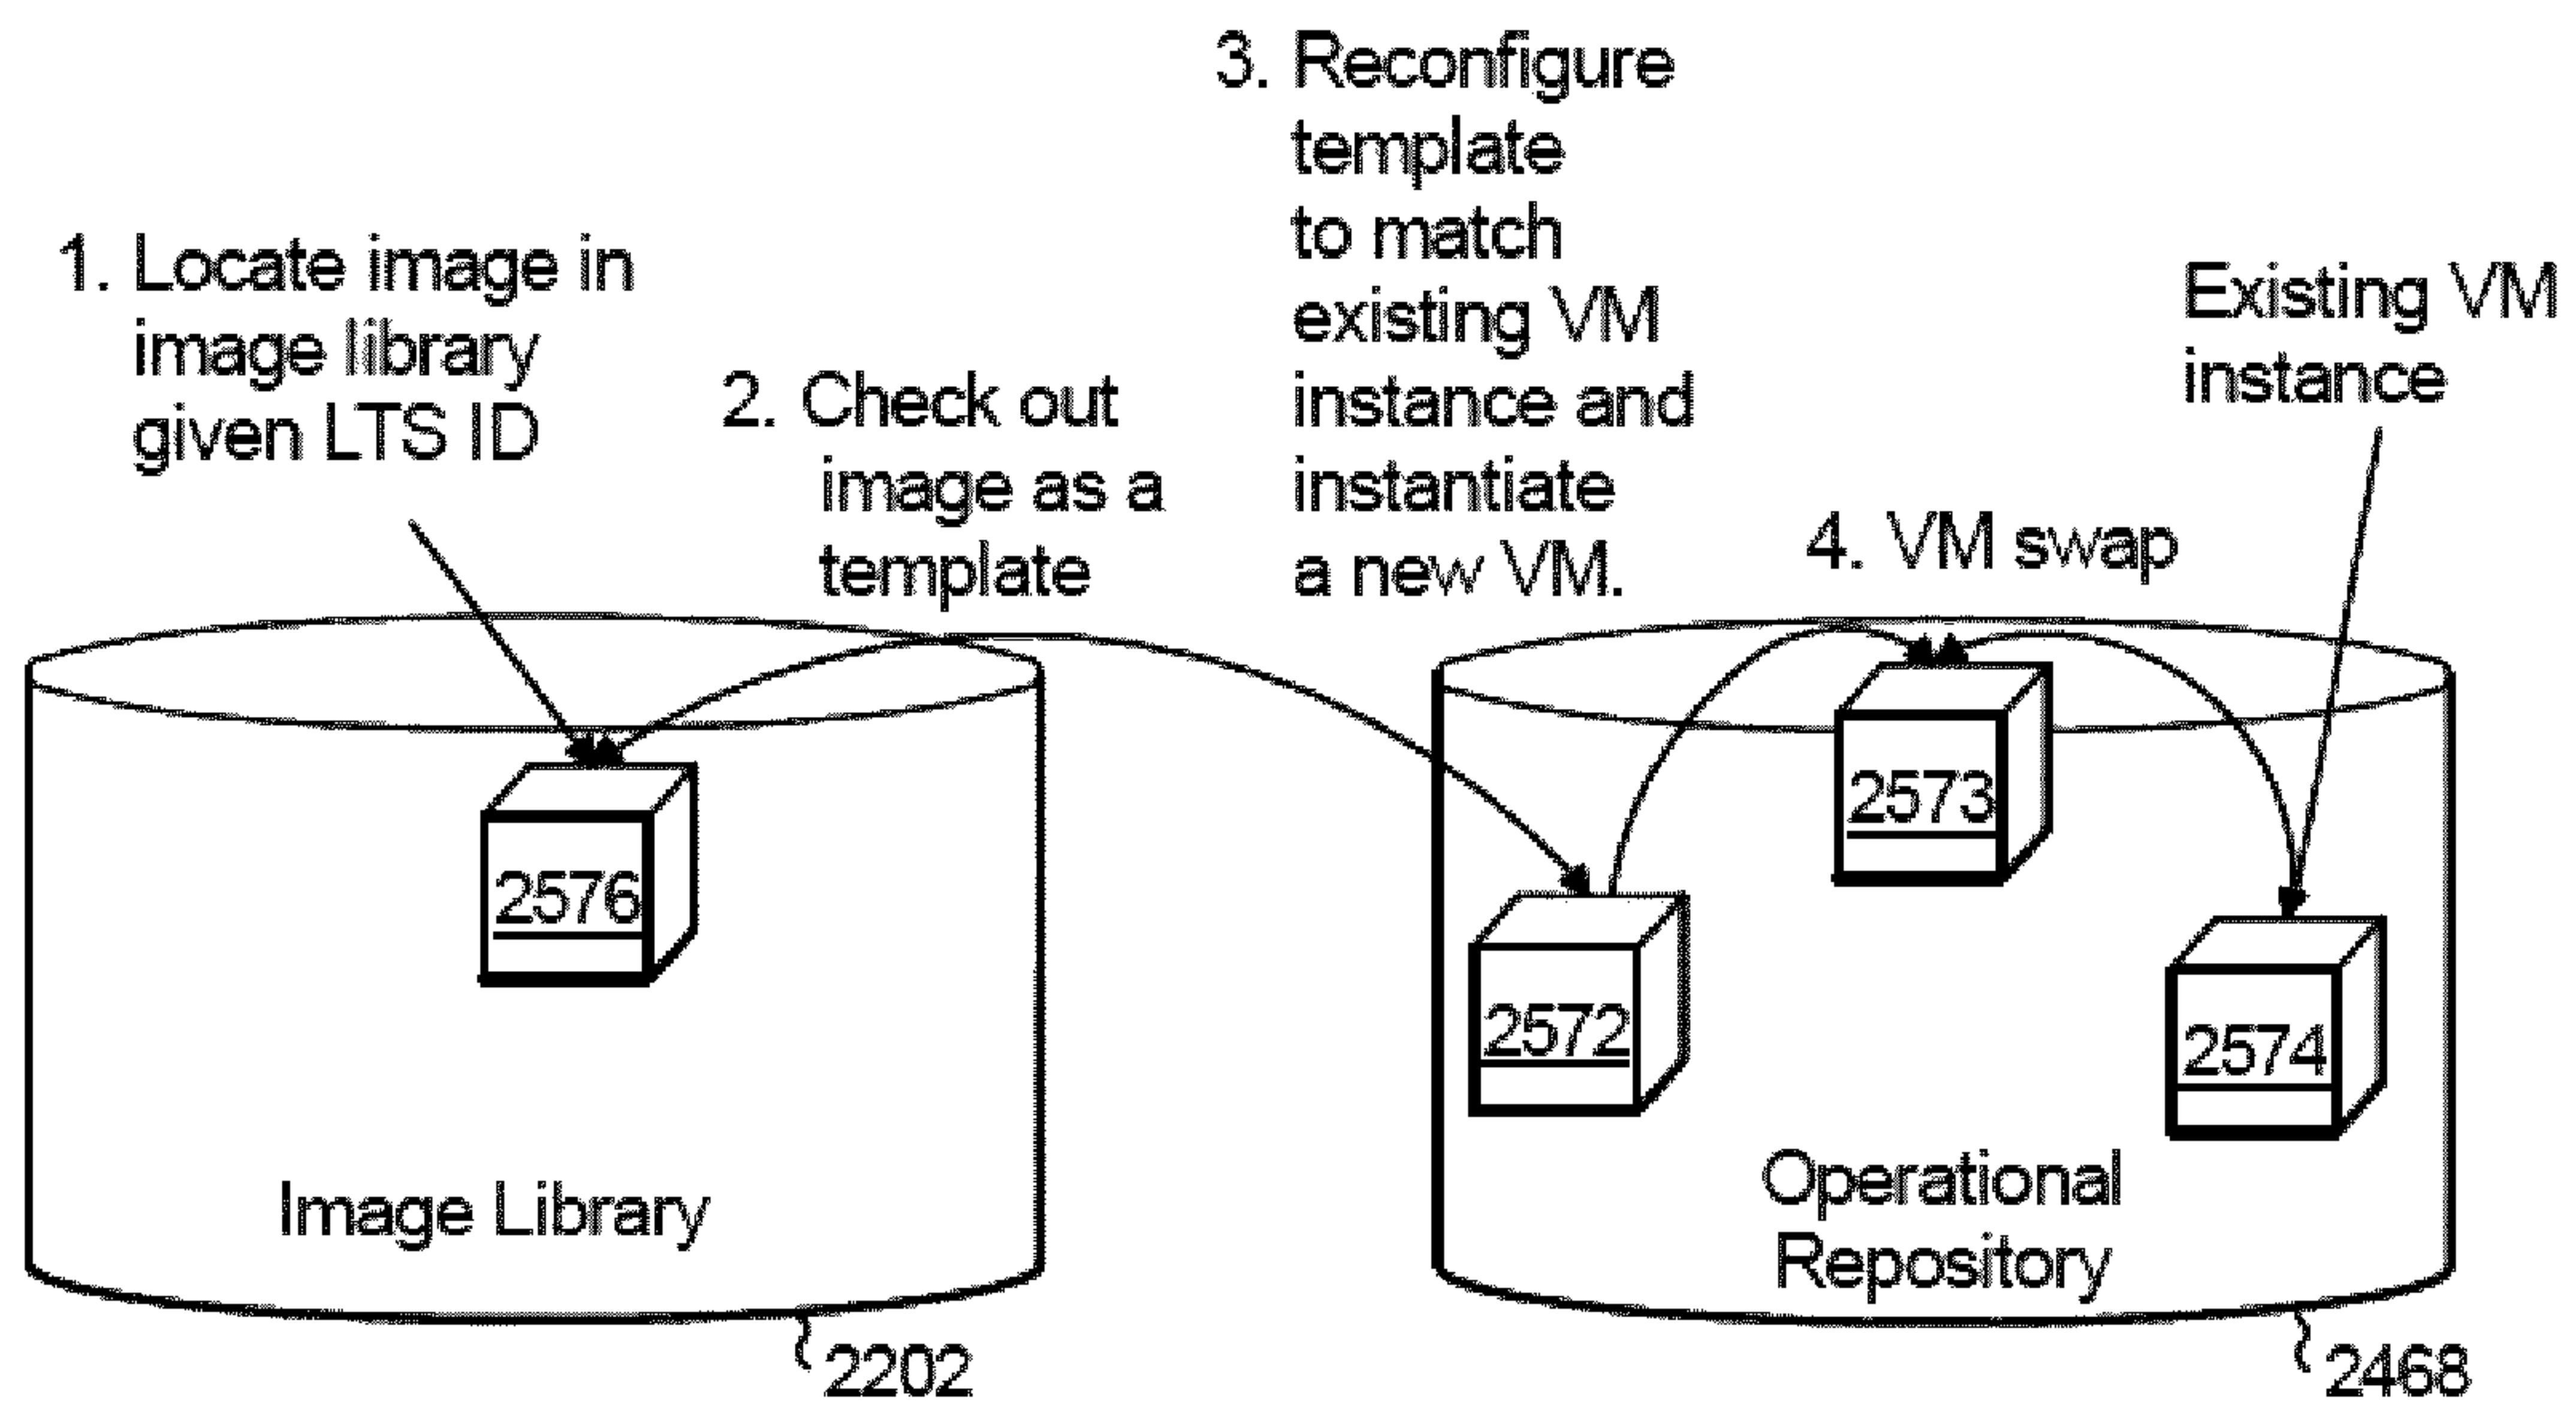 1. Locate image in
image library
given LTS ID
2. Check out
image as a
template
3. Reconfigure
template
to match
existing VM
instance and
instantiate
a new VM.
4. VM swap
Existing VM
instance
2576
2573
2572
2574
Image Library
Operational
Repository
2202
2468